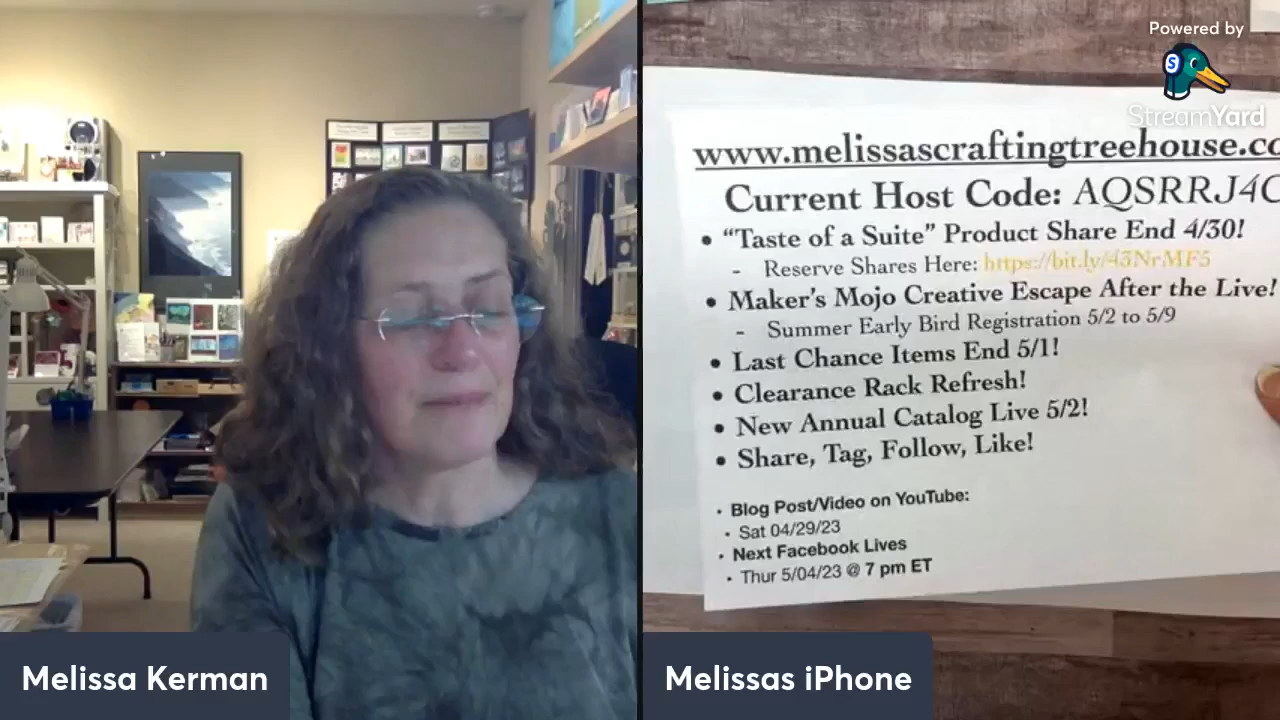 Powered by
StreamYard
www.melissascraftingtreehouse.co
Current Host Code: AQSRRJ4C
• “Taste of a Suite” Product Share End 4/30!
- Reserve Shares Here: https://bit.ly/43NrMF5
• Maker's Mojo Creative Escape After the Live!
- Summer Early Bird Registration 5/2 to 5/9
• Last Chance Items End 5/1!
• Clearance Rack Refresh!
• New Annual Catalog Live 5/2!
• Share, Tag, Follow, Like!
• Blog Post/Video on YouTube:
• Sat 04/29/23
• Next Facebook Lives
• Thur 5/04/23 @ 7 pm ET
Melissa Kerman
Melissas iPhone